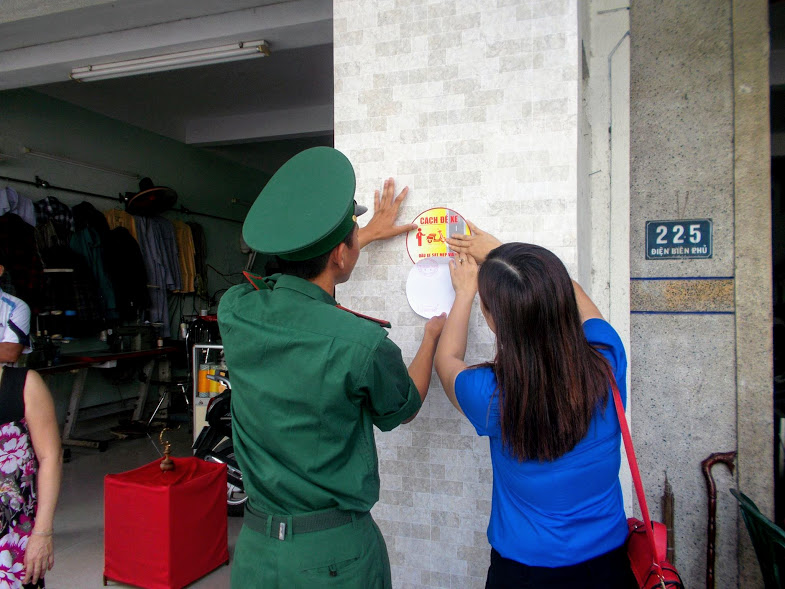 CÁCH ĐỂ XE
225
ĐIỆN BIÊN PHỦ